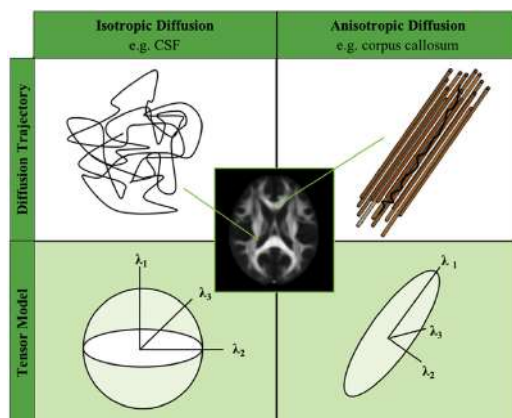 Isotropic Diffusion
e.g. CSF
Anisotropic Diffusion
e.g. corpus callosum
Diffusion Trajectory
Tensor Model
λ1
λ3
λ2
λ1
λ3
λ2